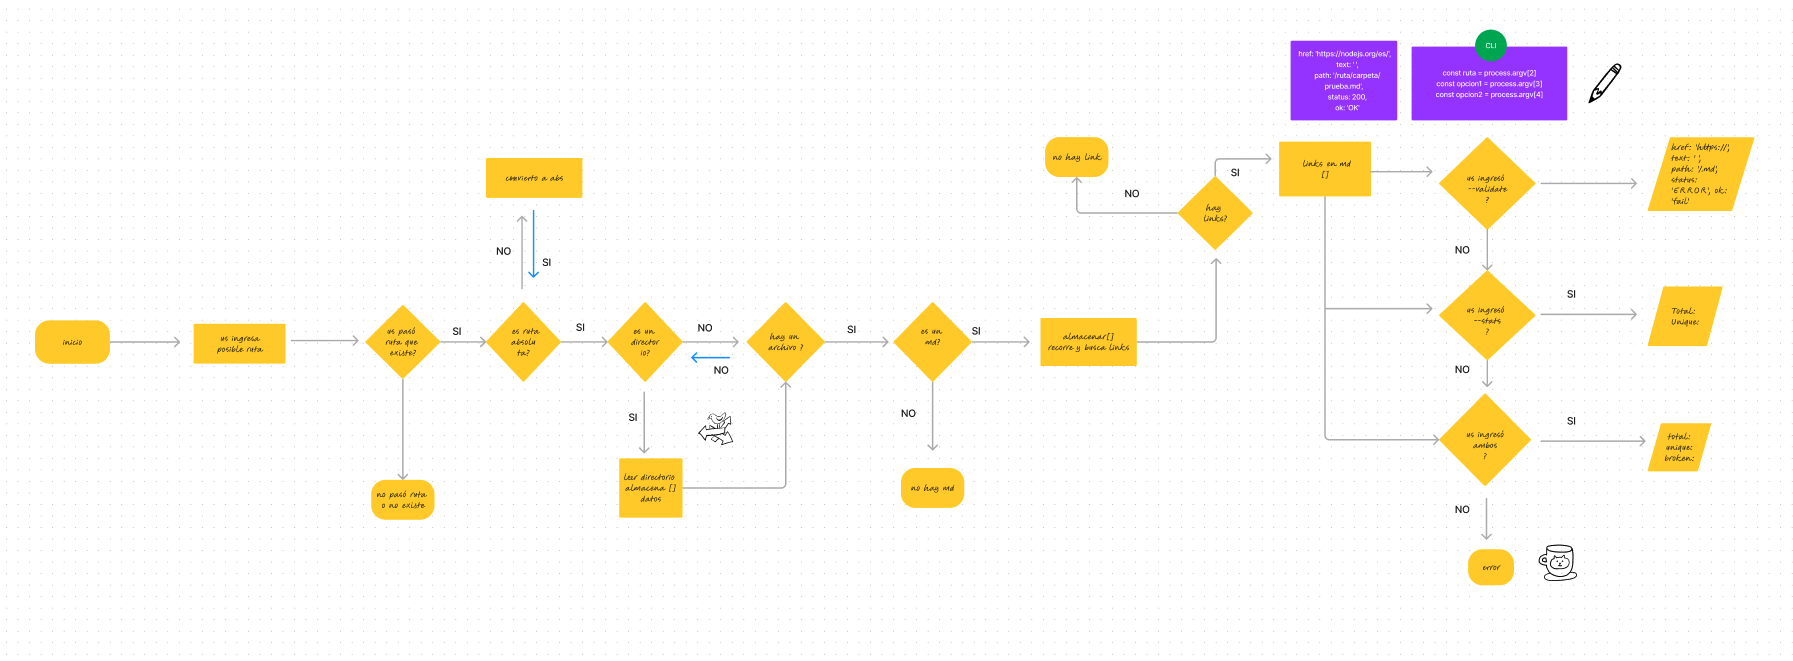 inicio
us ingresa
posible ruta
us pasó
ruta que
existe?
SI
no pasó ruta
o no existe
es ruta
absolu
ta?
NO
SI
convierto a abs
SI
es un
director
io?
NO
NO
SI
leer directorio
almacena []
datos
hay un
archivo ?
SI
es un
md?
SI
NO
no hay md
almacenar[]
recorre y busca links
hay
links?
NO
no hay link
SI
links en md
[]
href: 'https://nodejs.org/es/',
text: ' ',
path: '/ruta/carpeta/
prueba.md',
status: 200,
ok: 'OK'
CLI
const ruta = process.argv[2]
const opcion1 = process.argv[3]
const opcion2 = process.argv[4]
us ingresó
--validate
?
href: 'https://',
text: ' ',
path: '/.md',
status:
'ERROR', ok:
'fail'
NO
us ingresó
--stats
?
SI
Total:
Unique:
NO
us ingresó
ambos
?
SI
total:
unique:
broken:
NO
error